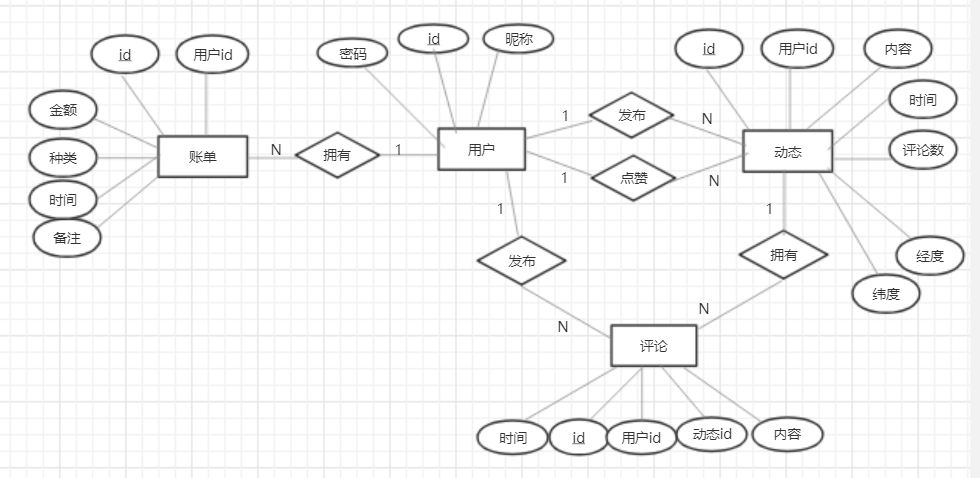 id
用户id
密码
id
昵称
id
用户id
内容
金额
时间
种类
账单
N
拥有
1
用户
1
发布
N
动态
评论数
1
点赞
N
时间
备注
1
发布
N
1
拥有
N
经度
纬度
评论
时间
id
用户id
动态id
内容